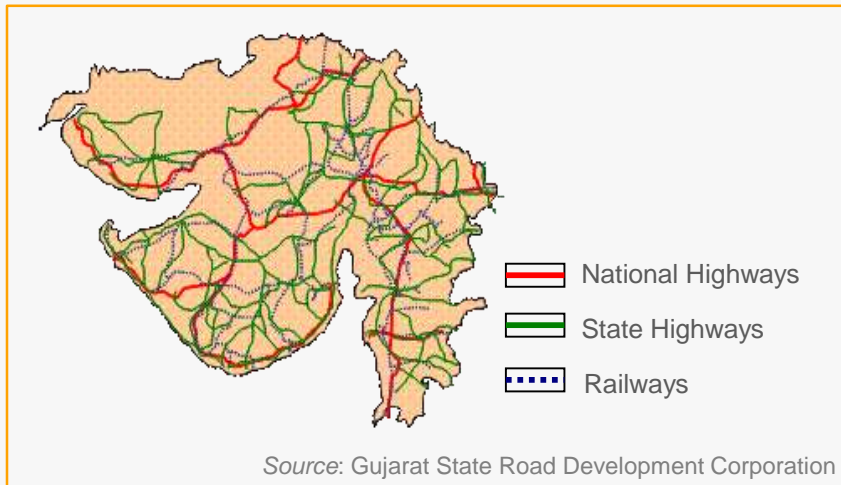 National Highways
State Highways
Railways
Source: Gujarat State Road Development Corporation